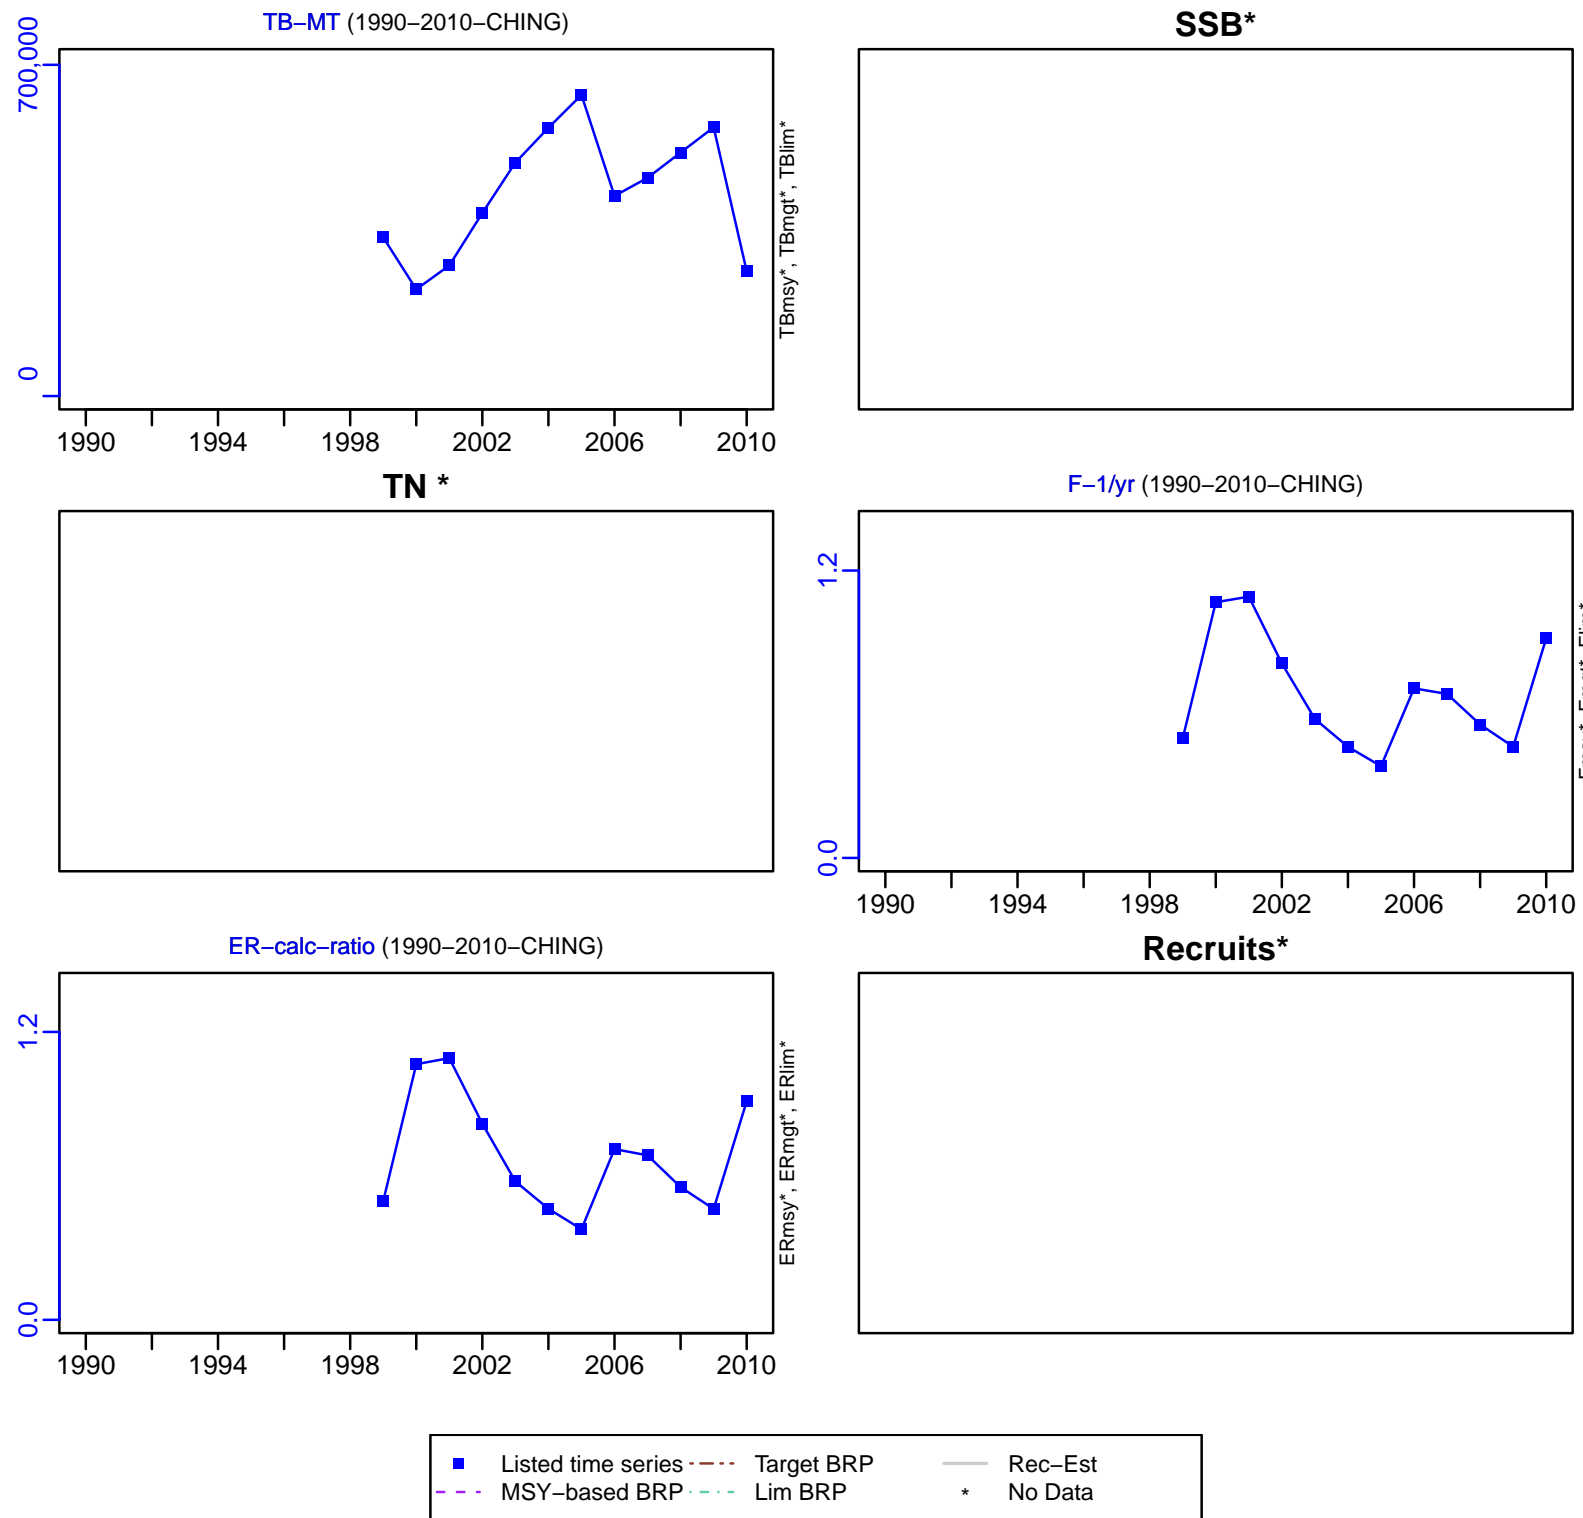 TB−MT (1990−2010−CHING)
700,000
0
TBmsy*, TBmgt*, TBlim*
1990 1994 1998 2002 2006 2010
SSB*
TN *
F−1/yr (1990−2010−CHING)
1.2
0.0
1990 1994 1998 2002 2006 2010
ER−calc−ratio (1990−2010−CHING)
1.2
0.0
ERmsy*, ERmgt*, ERlim*
1990 1994 1998 2002 2006 2010
Recruits*
Listed time series Target BRP Rec−Est
MSY−based BRP Lim BRP * No Data